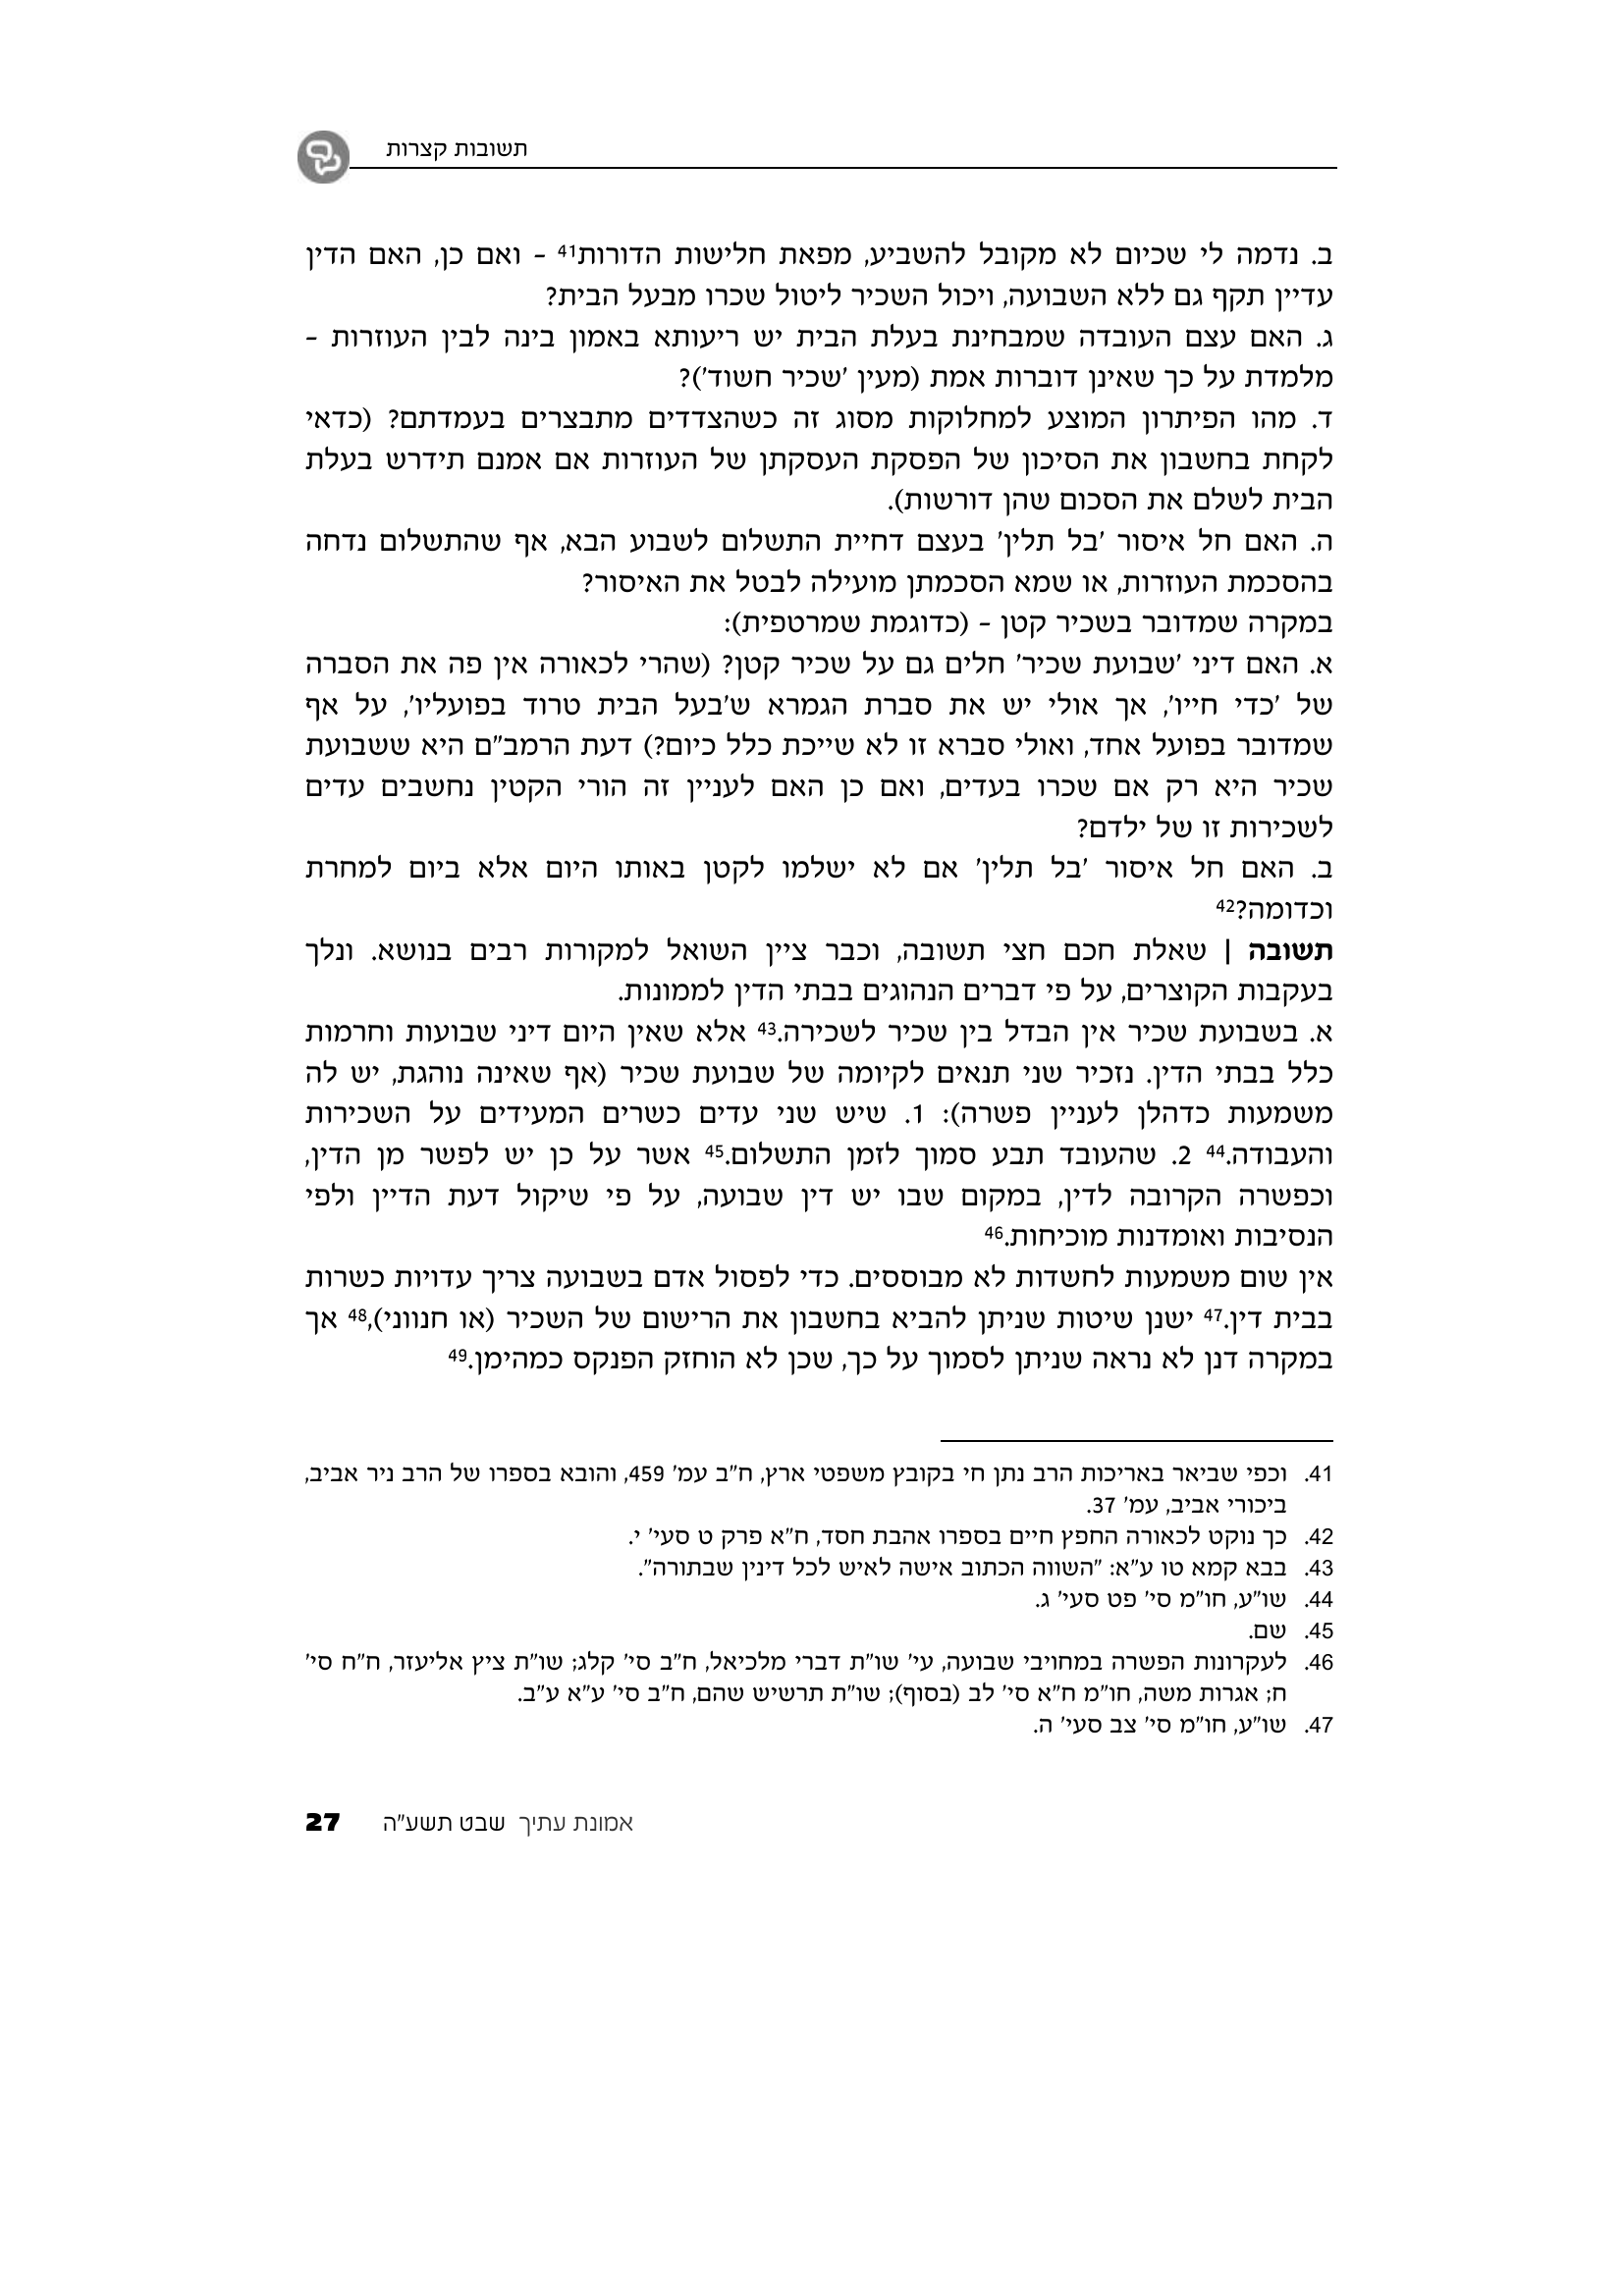 תשובות קצרות
ב. נדמה לי שכיום לא מקובל להשביע, מפאת חלישות הדורות41 – ואם כן, האם הדין
עדיין תקף גם ללא השבועה, ויכול השכיר ליטול שכרו מבעל הבית?
ג. האם עצם העובדה שמבחינת בעלת הבית יש ריעותא באמון בינה לבין העוזרות –
מלמדת על כך שאינן דוברות אמת (מעין 'שכיר חשוד')?
ד. מהו הפיתרון המוצע למחלוקות מסוג זה כשהצדדים מתבצרים בעמדתם? (כדאי
לקחת בחשבון את הסיכון של הפסקת העסקתן של העוזרות אם אמנם תידרש בעלת
הבית לשלם את הסכום שהן דורשות).
ה. האם חל איסור 'בל תלין' בעצם דחיית התשלום לשבוע הבא, אף שהתשלום נדחה
בהסכמת העוזרות, או שמא הסכמתן מועילה לבטל את האיסור?
במקרה שמדובר בשכיר קטן – (כדוגמת שמרטפית):
א. האם דיני 'שבועת שכיר' חלים גם על שכיר קטן? (שהרי לכאורה אין פה את הסברה
של 'כדי חייו', אך אולי יש את סברת הגמרא ש'בעל הבית טרוד בפועליו', על אף
שמדובר בפועל אחד, ואולי סברא זו לא שייכת כלל כיום?) דעת הרמב"ם היא ששבועת
שכיר היא רק אם שכרו בעדים, ואם כן האם לעניין זה הורי הקטין נחשבים עדים
לשכירות זו של ילדם?
ב. האם חל איסור 'בל תלין' אם לא ישלמו לקטן באותו היום אלא ביום למחרת
וכדומה?42
תשובה | שאלת חכם חצי תשובה, וכבר ציין השואל למקורות רבים בנושא. ונלך
בעקבות הקוצרים, על פי דברים הנהוגים בבתי הדין לממונות.
א. בשבועת שכיר אין הבדל בין שכיר לשכירה.43 אלא שאין היום דיני שבועות וחרמות
כלל בבתי הדין. נזכיר שני תנאים לקיומה של שבועת שכיר (אף שאינה נוהגת, יש לה
משמעות כדהלן לעניין פשרה): 1. שיש שני עדים כשרים המעידים על השכירות
והעבודה.44 2. שהעובד תבע סמוך לזמן התשלום.45 אשר על כן יש לפשר מן הדין,
וכפשרה הקרובה לדין, במקום שבו יש דין שבועה, על פי שיקול דעת הדיין ולפי
הנסיבות ואומדנות מוכיחות.46
אין שום משמעות לחשדות לא מבוססים. כדי לפסול אדם בשבועה צריך עדויות כשרות
בבית דין.47 ישנן שיטות שניתן להביא בחשבון את הרישום של השכיר (או חנווני),48 אך
במקרה דנן לא נראה שניתן לסמוך על כך, שכן לא הוחזק הפנקס כמהימן.49
41. וכפי שביאר באריכות הרב נתן חי בקובץ משפטי ארץ, ח"ב עמ' 459, והובא בספרו של הרב ניר אביב,
ביכורי אביב, עמ' 37.
42. כך נוקט לכאורה החפץ חיים בספרו אהבת חסד, ח"א פרק ט סעי' י.
43. בבא קמא טו ע"א: "השווה הכתוב אישה לאיש לכל דינין שבתורה".
44. שו"ע, חו"מ סי' פט סעי' ג.
45. שם.
46. לעקרונות הפשרה במחויבי שבועה, עי' שו"ת דברי מלכיאל, ח"ב סי' קלג; שו"ת ציץ אליעזר, ח"ח סי'
ח; אגרות משה, חו"מ ח"א סי' לב (בסוף); שו"ת תרשיש שהם, ח"ב סי' ע"א ע"ב.
47. שו"ע, חו"מ סי' צב סעי' ה.
אמונת עתיך שבט תשע"ה 27